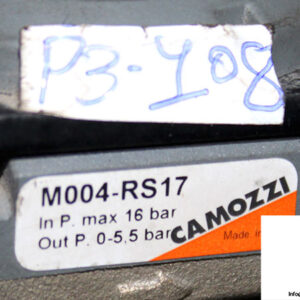 P3-Y08
M004-RS17
In P. max 16 bar
Out P. 0-5,5 bar
CAMOZZI
Made in